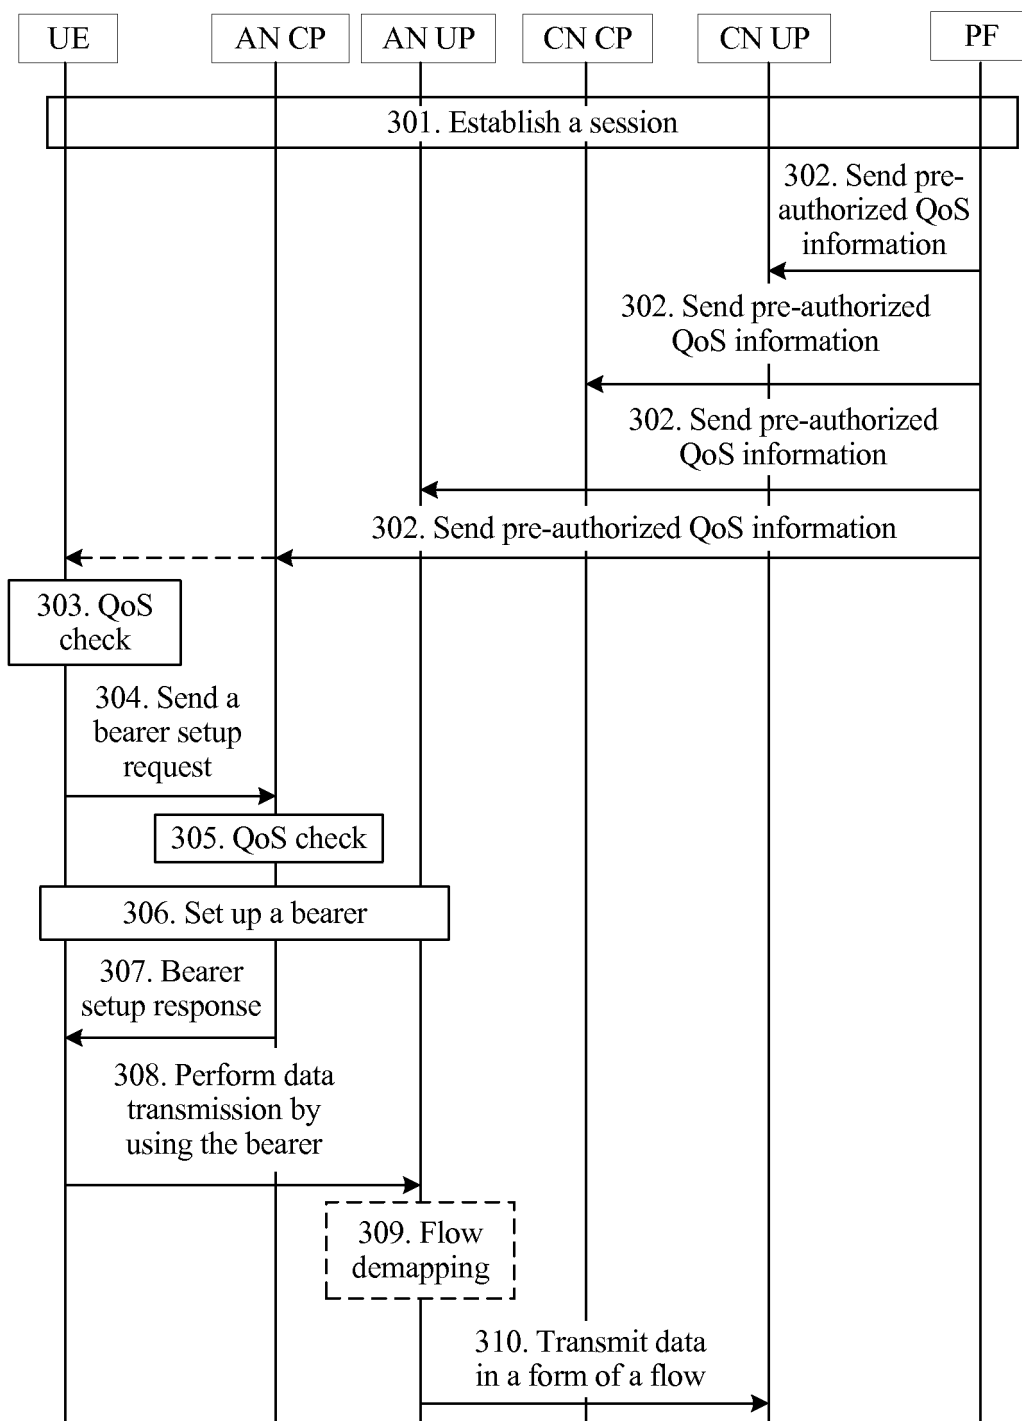 UE
AN CP
AN UP
CN CP
CN UP
PF
301. Establish a session
302. Send pre-
authorized QoS
information
302. Send pre-authorized
QoS information
302. Send pre-authorized
QoS information
302. Send pre-authorized QoS information
303. QoS
check
304. Send a
bearer setup
request
305. QoS check
306. Set up a bearer
307. Bearer
setup response
308. Perform data
transmission by
using the bearer
309. Flow
demapping
310. Transmit data
in a form of a flow